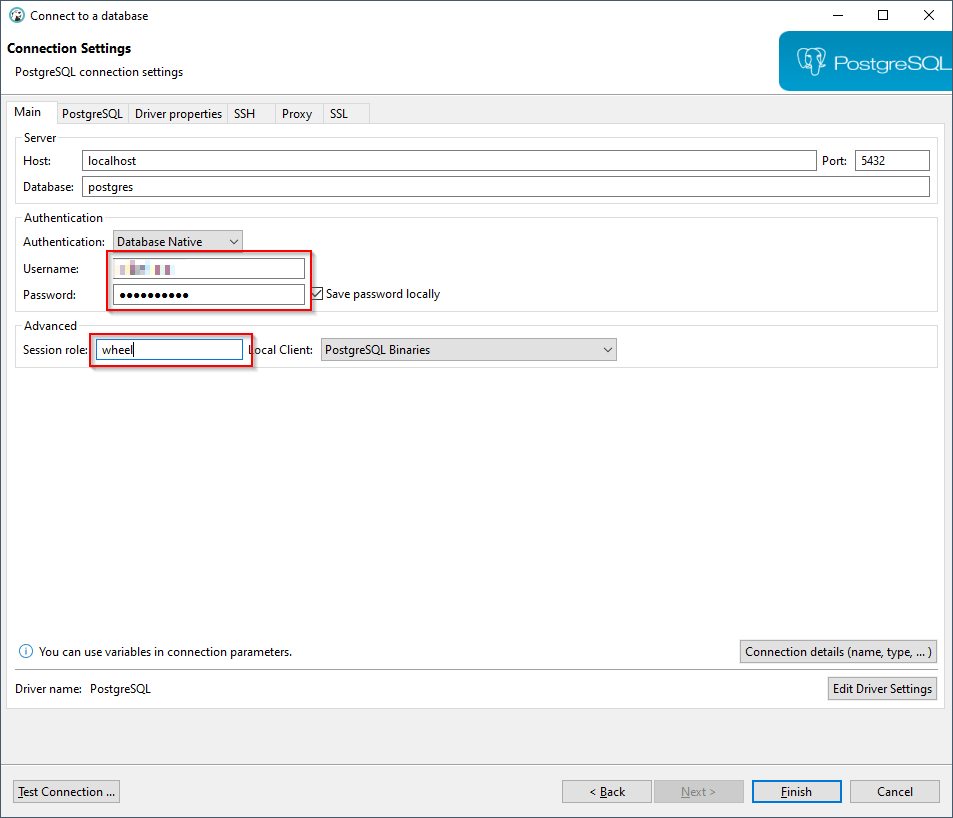 Connect to a database
Connection Settings
PostgreSQL connection settings
PostgreSQL
Main PostgreSQL Driver properties SSH Proxy SSL
Server
Host: localhost Port: 5432
Database: postgres
Authentication
Authentication: Database Native
Username:
Password: ●●●●●●●●●● Save password locally
Advanced
Session role: wheel Local Client: PostgreSQL Binaries
You can use variables in connection parameters. Connection details (name, type, ... )
Driver name: PostgreSQL Edit Driver Settings
Test Connection ... < Back Next > Finish Cancel